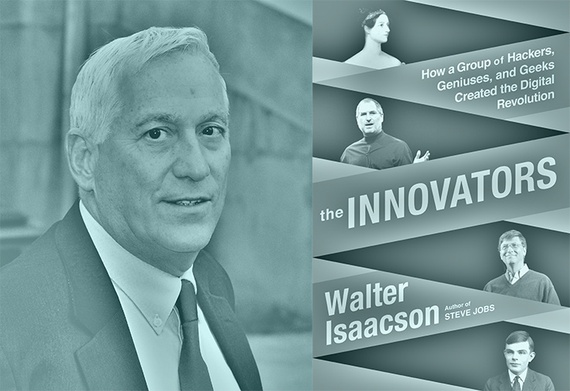 How a Group of Hackers,
Geniuses, and Geeks
Created the Digital
Revolution
the INNOVATORS
Walter
Isaacson
Author of
STEVE JOBS